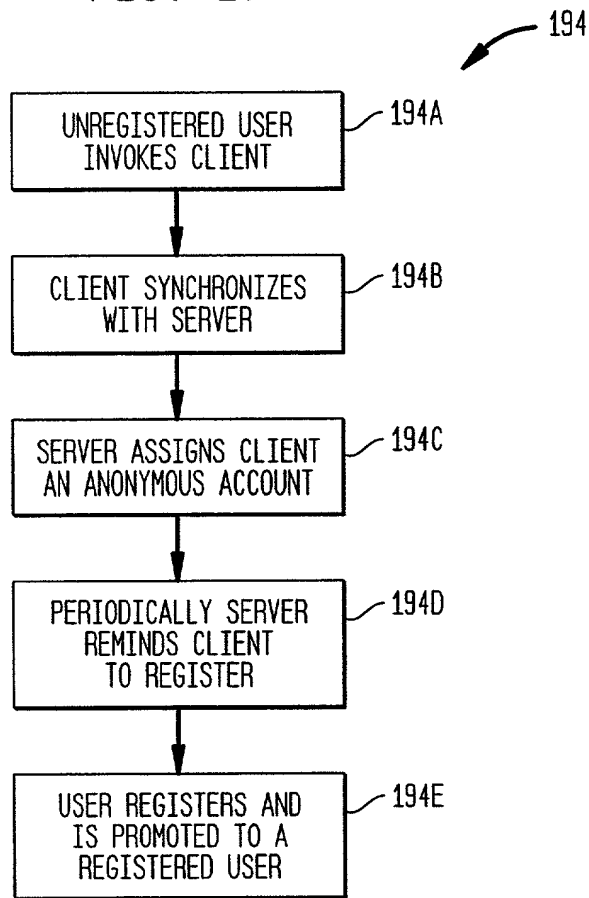 194
UNREGISTERED USER
INVOKES CLIENT
194A
CLIENT SYNCHRONIZES
WITH SERVER
194B
SERVER ASSIGNS CLIENT
AN ANONYMOUS ACCOUNT
194C
PERIODICALLY SERVER
REMINDS CLIENT
TO REGISTER
194D
USER REGISTERS AND
IS PROMOTED TO A
REGISTERED USER
194E